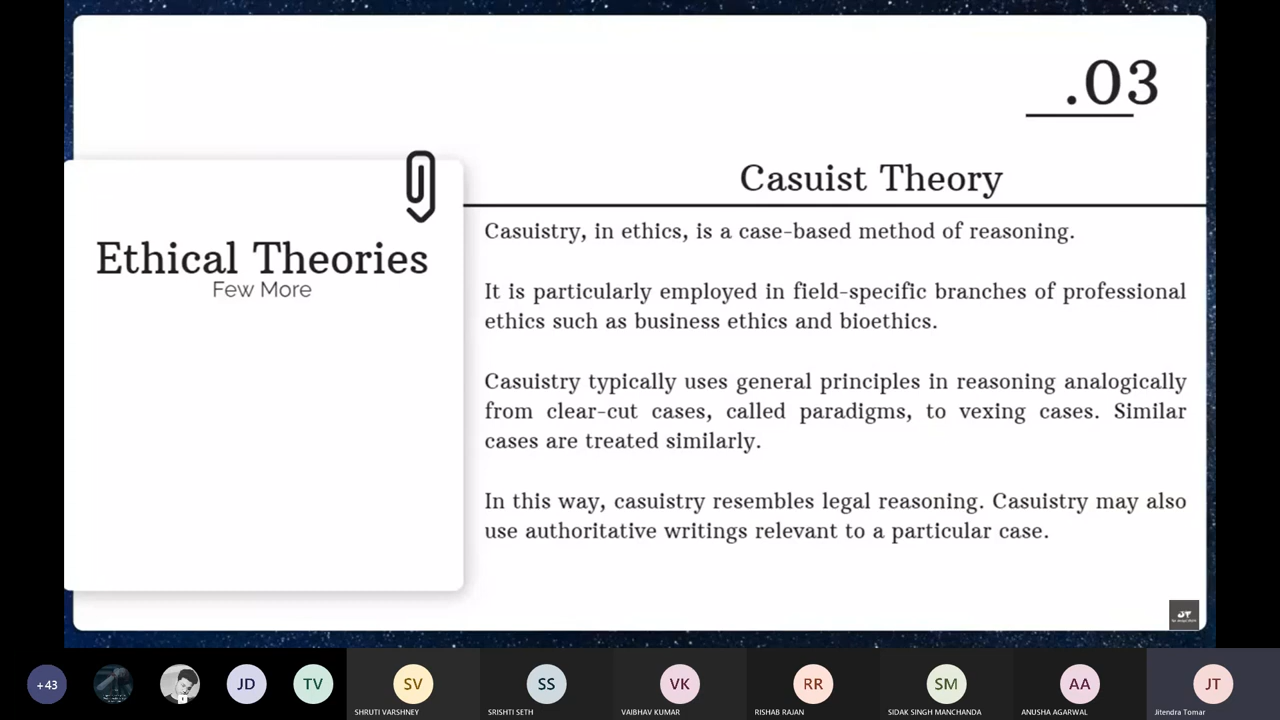 .03
Casuist Theory
Ethical Theories
Few More
Casuistry, in ethics, is a case-based method of reasoning.
It is particularly employed in field-specific branches of professional
ethics such as business ethics and bioethics.
Casuistry typically uses general principles in reasoning analogically
from clear-cut cases, called paradigms, to vexing cases. Similar
cases are treated similarly.
In this way, casuistry resembles legal reasoning. Casuistry may also
use authoritative writings relevant to a particular case.
+43
JD
TV
SV
SS
VK
RR
SM
AA
JT
SHRUTI VARSHNEY
SRISHTI SETH
VAIBHAV KUMAR
RISHAB RAJAN
SIDAK SINGH MANCHANDA
ANUSHA AGARWAL
Jitendra Tomar